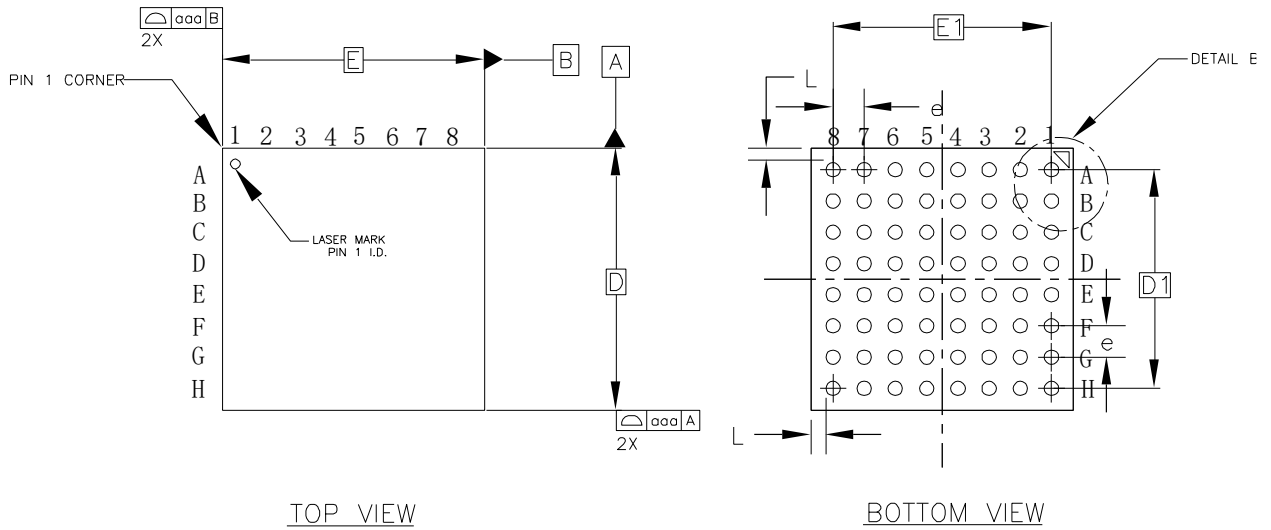 aaa B
2X
E
B
A
PIN 1 CORNER
1 2 3 4 5 6 7 8
A
B
C
D
E
F
G
H
LASER MARK
PIN 1 I.D.
D
aaa A
2X
TOP VIEW
E1
L
e
DETAIL E
8 7 6 5 4 3 2 1
A
B
C
D
E
F
G
H
D1
e
L
BOTTOM VIEW